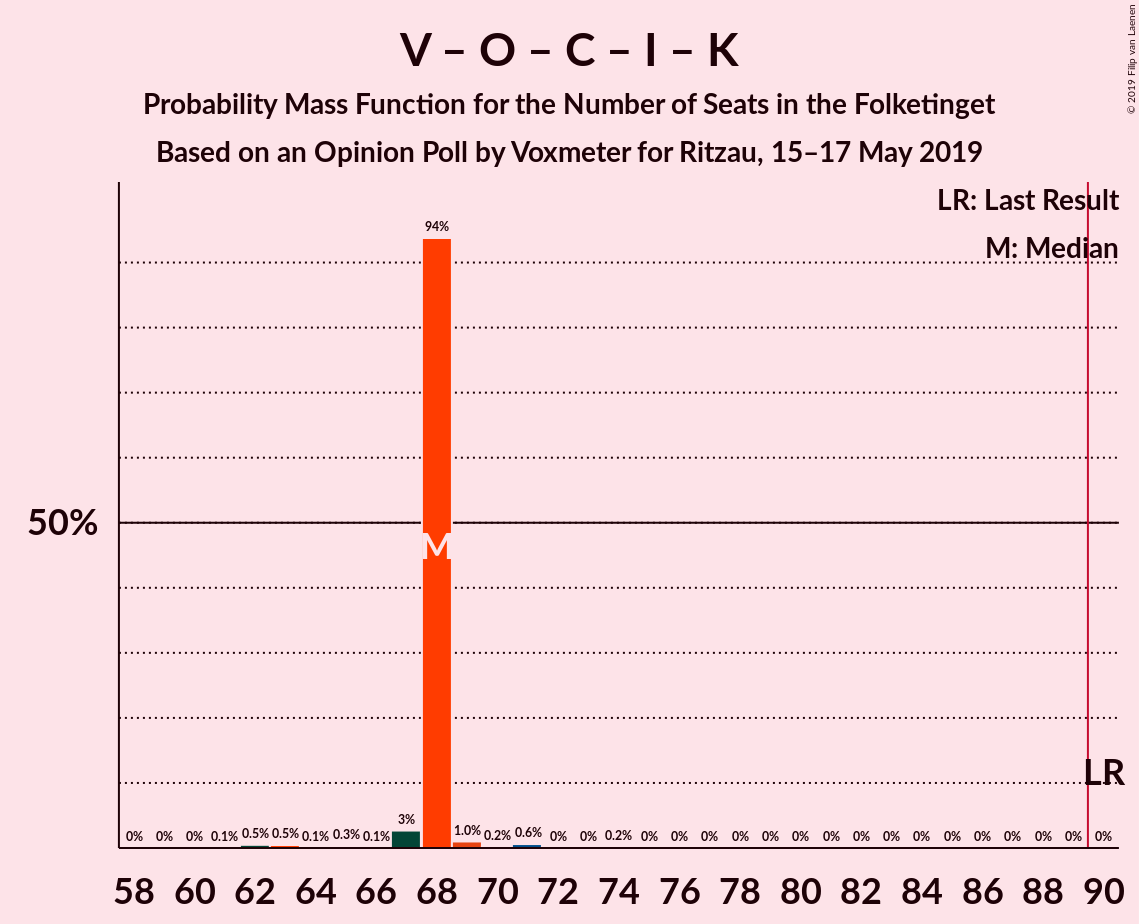 V – O – C – I – K
Probability Mass Function for the Number of Seats in the Folketinget
Based on an Opinion Poll by Voxmeter for Ritzau, 15–17 May 2019
© 2019 Filip van Laenen
LR: Last Result
M: Median
94%
50%
M
LR
0% 0% 0% 0.1% 0.5% 0.5% 0.1% 0.3% 0.1% 3% 1.0% 0.2% 0.6% 0% 0% 0.2% 0% 0% 0% 0% 0% 0% 0% 0% 0% 0% 0% 0% 0% 0% 0% 0%
58 60 62 64 66 68 70 72 74 76 78 80 82 84 86 88 90